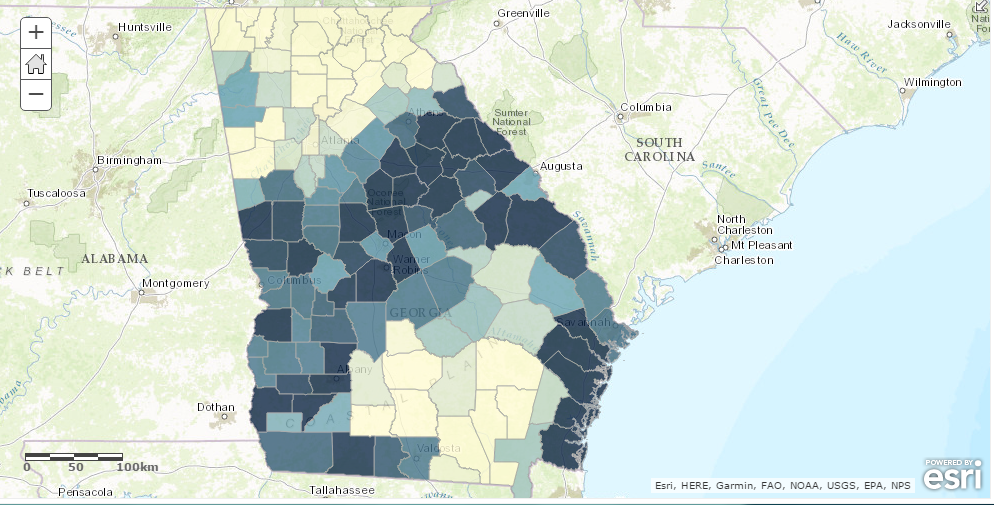 Greenville
Huntsville
Jacksonville
Haw River
Wilmington
Great Pee Dee
Athens
Sumter
National
Forest
Columbia
SOUTH
CAROLINA
Atlanta
Birmingham
Augusta
Santee
Tuscaloosa
Oconee
National
Forest
Savannah
North
Charleston
Mt Pleasant
Charleston
Macon
Warner
Robins
ALABAMA
CK BELT
Columbus
Montgomery
GEORGIA
Savannah
Altamaha
Albany
Dothan
COASTAL PLAIN
Valdosta
0 50 100km
Pensacola
Tallahassee
Esri, HERE, Garmin, FAO, NOAA, USGS, EPA, NPS
POWERED BY
esri